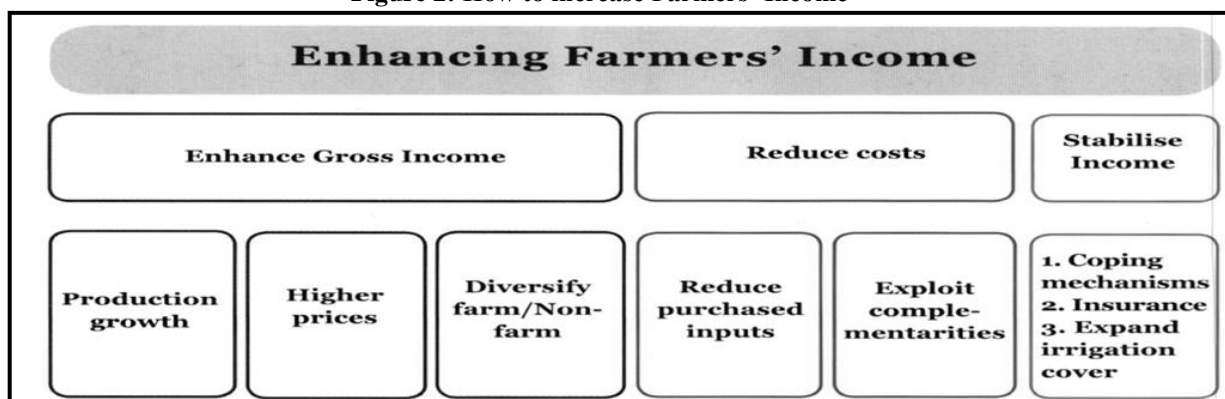 Figure 2: How to increase Farmers' Income
Enhancing Farmers' Income
Enhance Gross Income
Reduce costs
Stabilise
Income
Production
growth
Higher
prices
Diversify
farm/Non-
farm
Reduce
purchased
inputs
Exploit
comple-
mentarities
1. Coping
mechanisms
2. Insurance
3. Expand
irrigation
cover